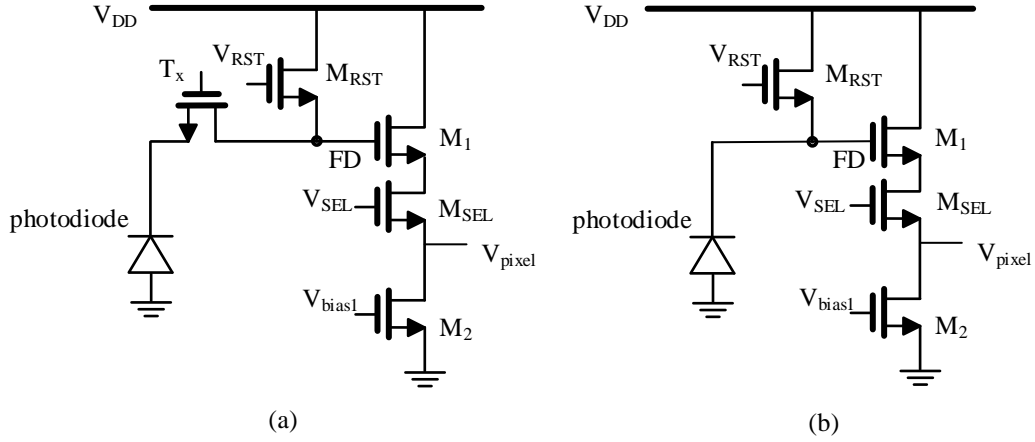 V_DD
V_RST
M_RST
T_x
M_1
FD
V_SEL
M_SEL
photodiode
V_pixel
V_bias1
M_2
(a)
V_DD
V_RST
M_RST
M_1
FD
V_SEL
M_SEL
photodiode
V_pixel
V_bias1
M_2
(b)